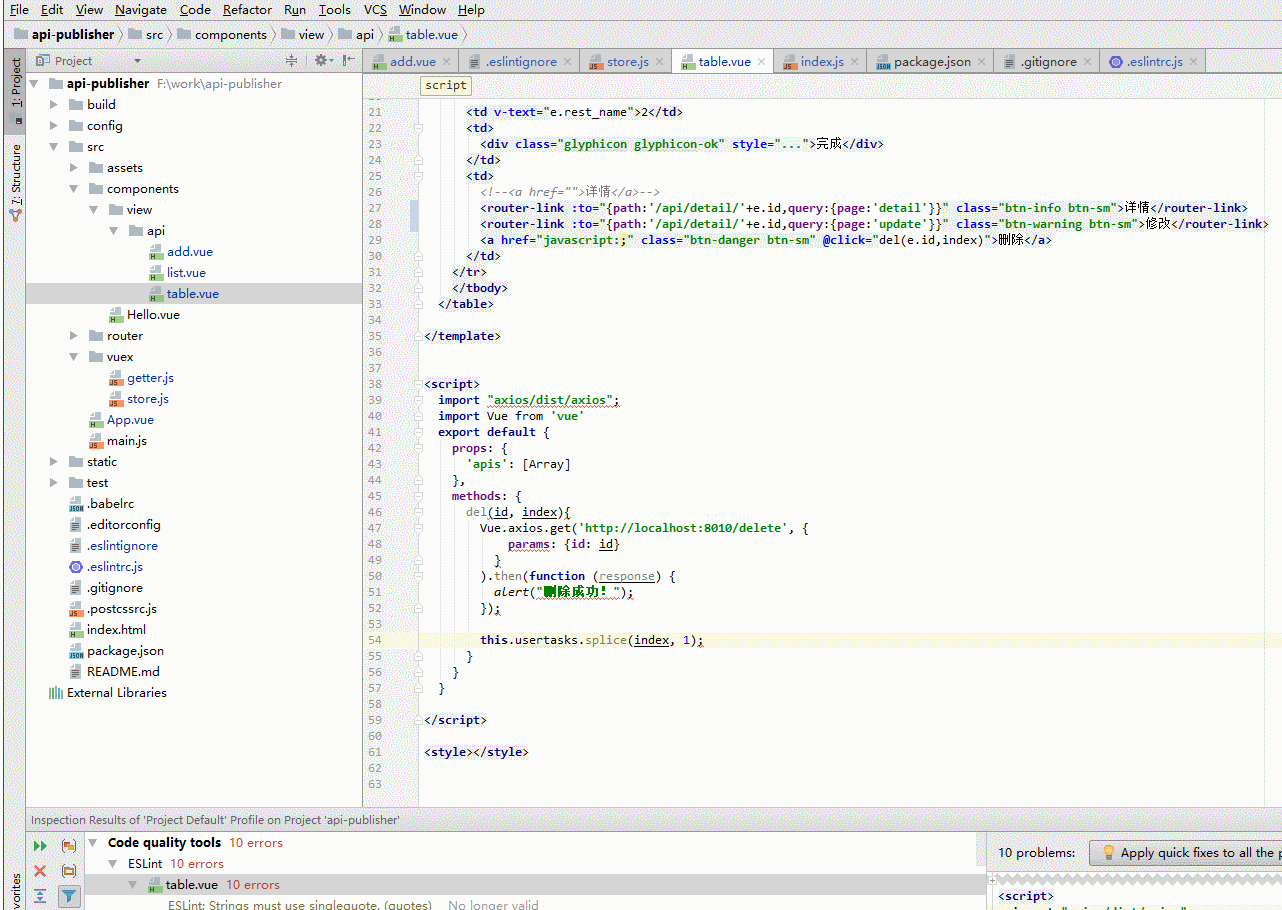 File Edit View Navigate Code Refactor Run Tools VCS Window Help
api-publisher src components view api table.vue
1: Project
7: Structure
Project
api-publisher F:\work\api-publisher
build
config
src
assets
components
view
api
add.vue
list.vue
table.vue
Hello.vue
router
vuex
getter.js
store.js
App.vue
main.js
static
test
.babelrc
.editorconfig
.eslintignore
.eslintrc.js
.gitignore
.postcssrc.js
index.html
package.json
README.md
External Libraries
add.vue .eslintignore store.js table.vue index.js package.json .gitignore .eslintrc.js
script
21 <td v-text="e.rest_name">2</td>
22 <td>
23 <div class="glyphicon glyphicon-ok" style="...">完成</div>
24 </td>
25 <td>
26 <!--<a href="">详情</a>-->
27 <router-link :to="{path:'/api/detail/'+e.id,query:{page:'detail'}}" class="btn-info btn-sm">详情</router-link>
28 <router-link :to="{path:'/api/detail/'+e.id,query:{page:'update'}}" class="btn-warning btn-sm">修改</router-link>
29 <a href="javascript:;" class="btn-danger btn-sm" @click="del(e.id,index)">删除</a>
30 </td>
31 </tr>
32 </tbody>
33 </table>
34
35 </template>
36
37
38 <script>
39 import "axios/dist/axios";
40 import Vue from 'vue'
41 export default {
42 props: {
43 'apis': [Array]
44 },
45 methods: {
46 del(id, index){
47 Vue.axios.get('http://localhost:8010/delete', {
48 params: {id: id}
49 }
50 ).then(function (response) {
51 alert("删除成功！");
52 });
53
54 this.usertasks.splice(index, 1);
55 }
56 }
57 }
58
59 </script>
60
61 <style></style>
62
63
Inspection Results of 'Project Default' Profile on Project 'api-publisher'
Code quality tools 10 errors
ESLint 10 errors
table.vue 10 errors
ESLint: Strings must use singlequote. (quotes) No longer valid
10 problems: Apply quick fixes to all the p
<script>